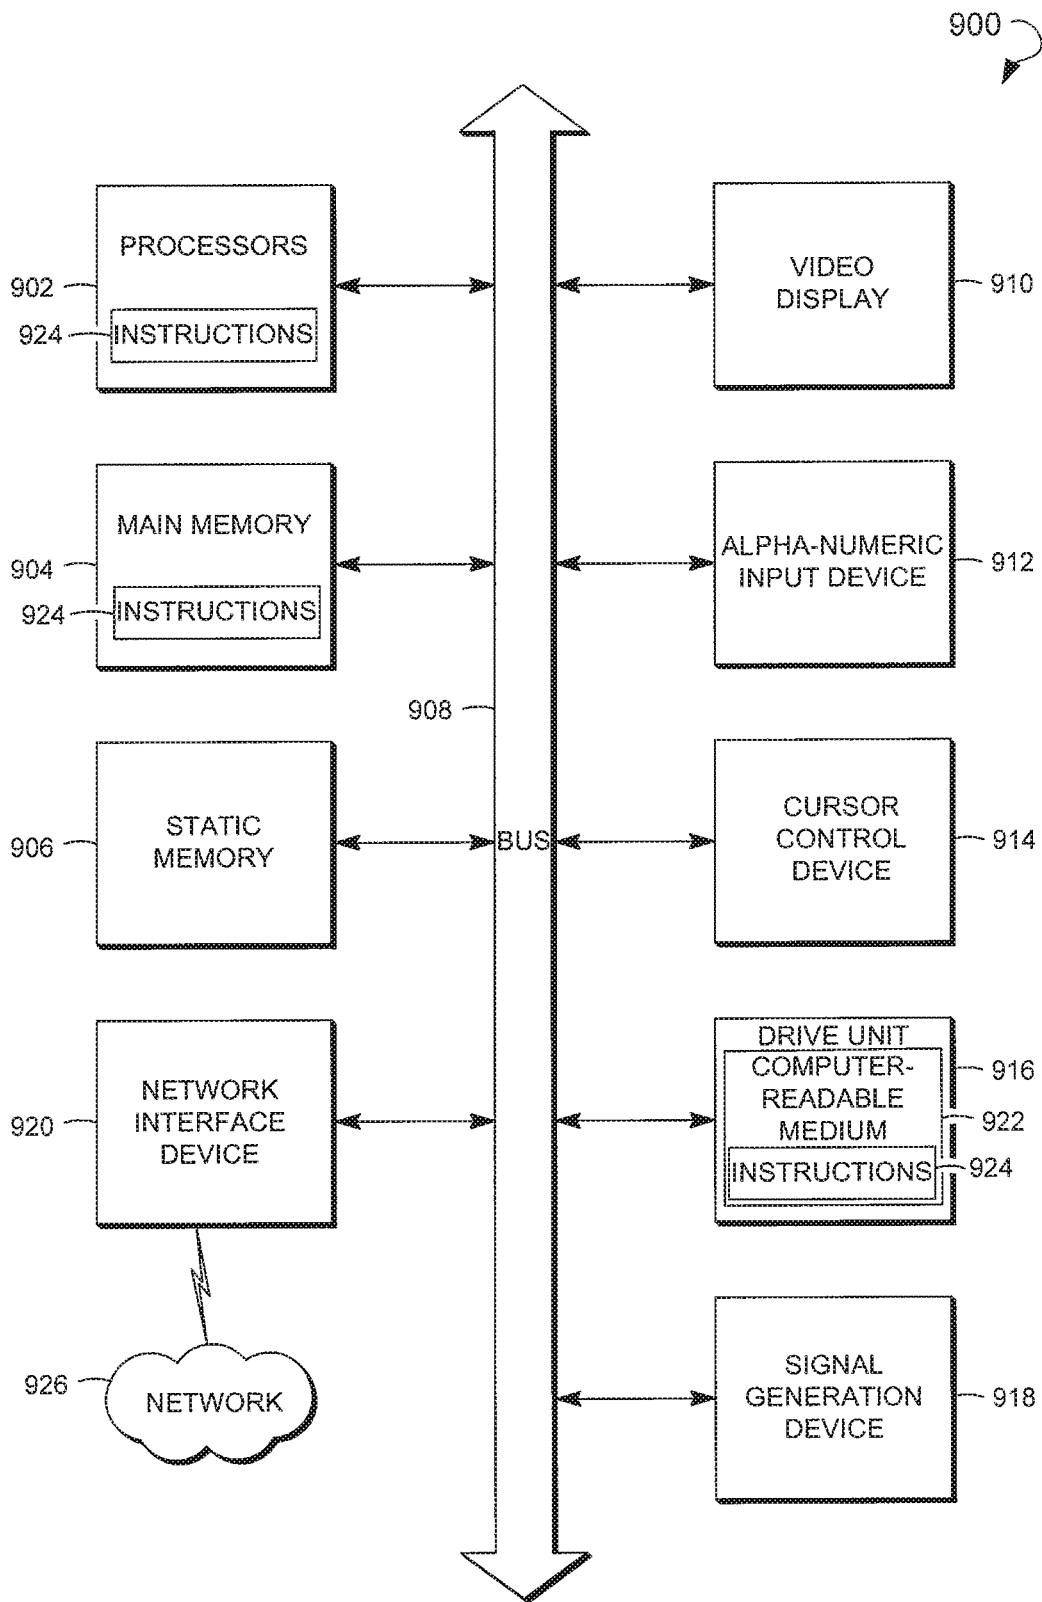 900
PROCESSORS
902
924
INSTRUCTIONS
VIDEO
DISPLAY
910
MAIN MEMORY
904
924
INSTRUCTIONS
ALPHA-NUMERIC
INPUT DEVICE
912
908
STATIC
MEMORY
906
BUS
CURSOR
CONTROL
DEVICE
914
NETWORK
INTERFACE
DEVICE
920
DRIVE UNIT
916
COMPUTER-
READABLE
MEDIUM
922
INSTRUCTIONS
924
926
NETWORK
SIGNAL
GENERATION
DEVICE
918